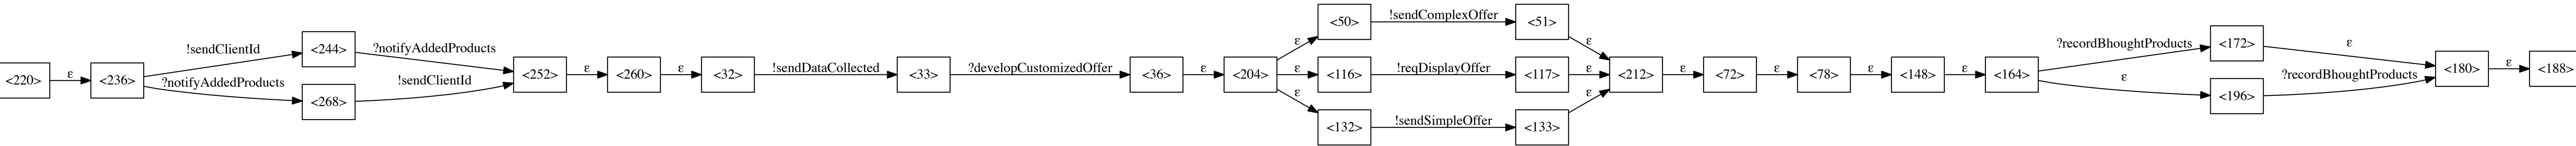 <220>
ε
<236>
!sendClientId
?notifyAddedProducts
<244>
<268>
?notifyAddedProducts
!sendClientId
<252>
ε
<260>
ε
<32>
!sendDataCollected
<33>
?developCustomizedOffer
<36>
ε
<204>
ε
ε
ε
<50>
!sendComplexOffer
<51>
ε
<116>
!reqDisplayOffer
<117>
ε
<132>
!sendSimpleOffer
<133>
ε
<212>
ε
<72>
ε
<78>
ε
<148>
ε
<164>
?recordBhoughtProducts
ε
<172>
<196>
ε
?recordBhoughtProducts
<180>
ε
<188>